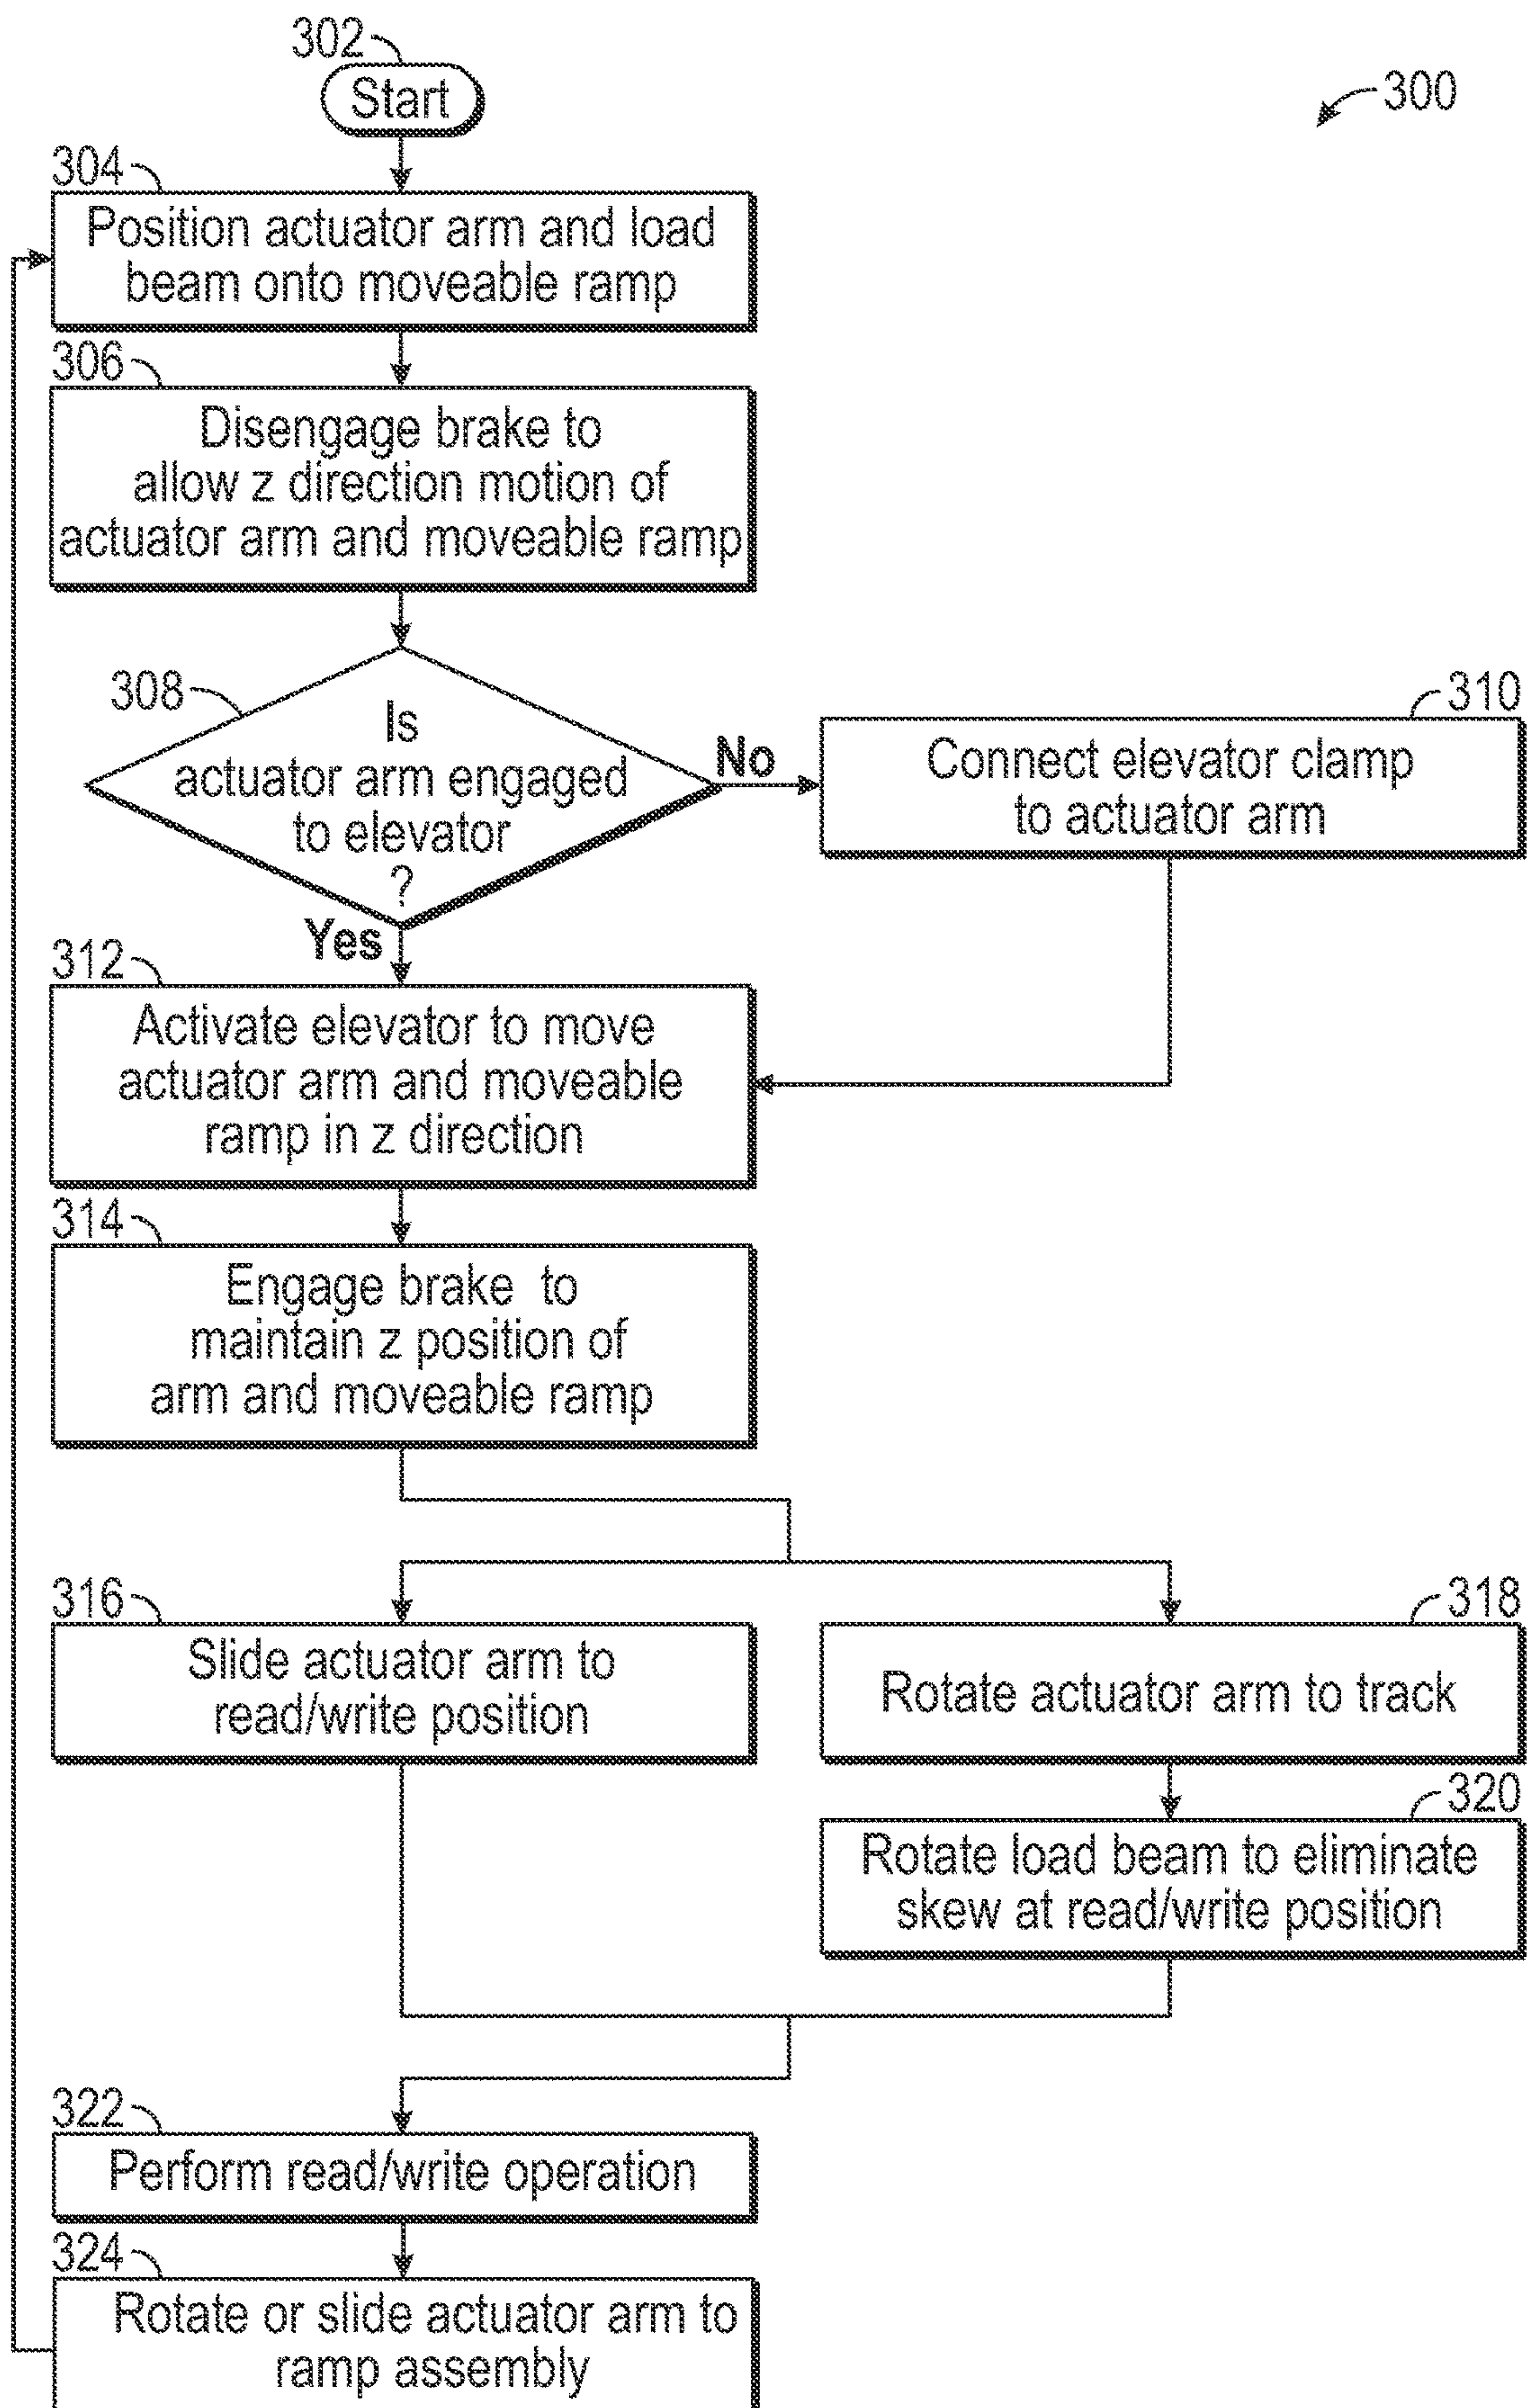 302
Start
300
304
Position actuator arm and load
beam onto moveable ramp
306
Disengage brake to
allow z direction motion of
actuator arm and moveable ramp
308
Is
actuator arm engaged
to elevator
?
No
310
Connect elevator clamp
to actuator arm
Yes
312
Activate elevator to move
actuator arm and moveable
ramp in z direction
314
Engage brake to
maintain z position of
arm and moveable ramp
316
Slide actuator arm to
read/write position
318
Rotate actuator arm to track
320
Rotate load beam to eliminate
skew at read/write position
322
Perform read/write operation
324
Rotate or slide actuator arm to
ramp assembly